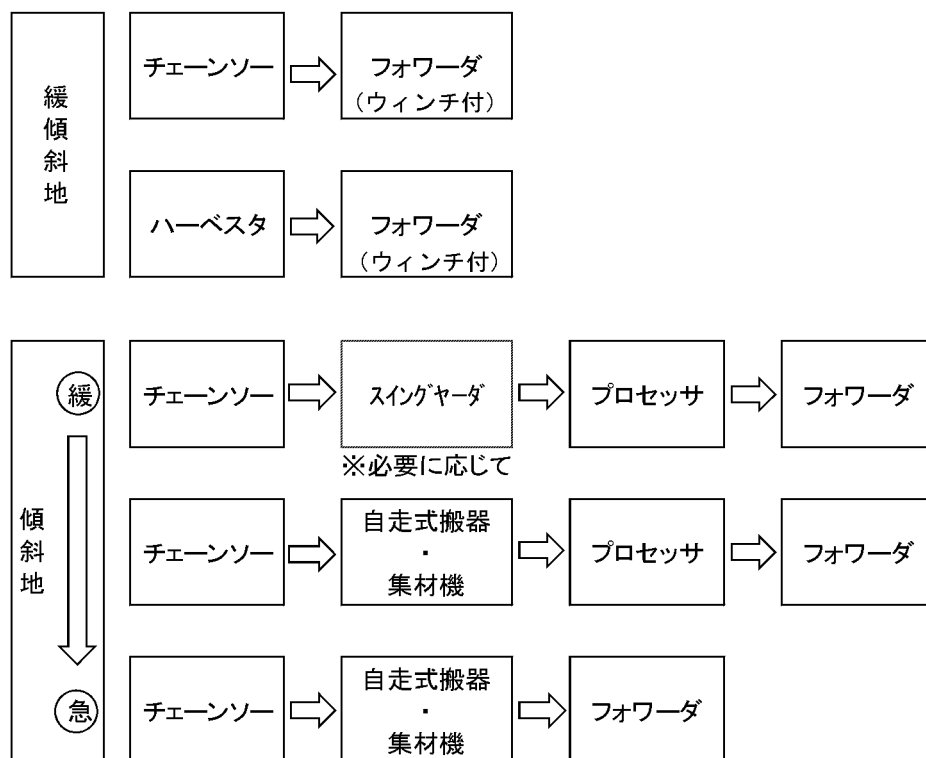 緩傾斜地
チェーンソー
フォワーダ
（ウィンチ付）
ハーベスタ
フォワーダ
（ウィンチ付）
傾斜地
緩
急
チェーンソー
スイングヤーダ
※必要に応じて
プロセッサ
フォワーダ
チェーンソー
自走式搬器
・
集材機
プロセッサ
フォワーダ
チェーンソー
自走式搬器
・
集材機
フォワーダ